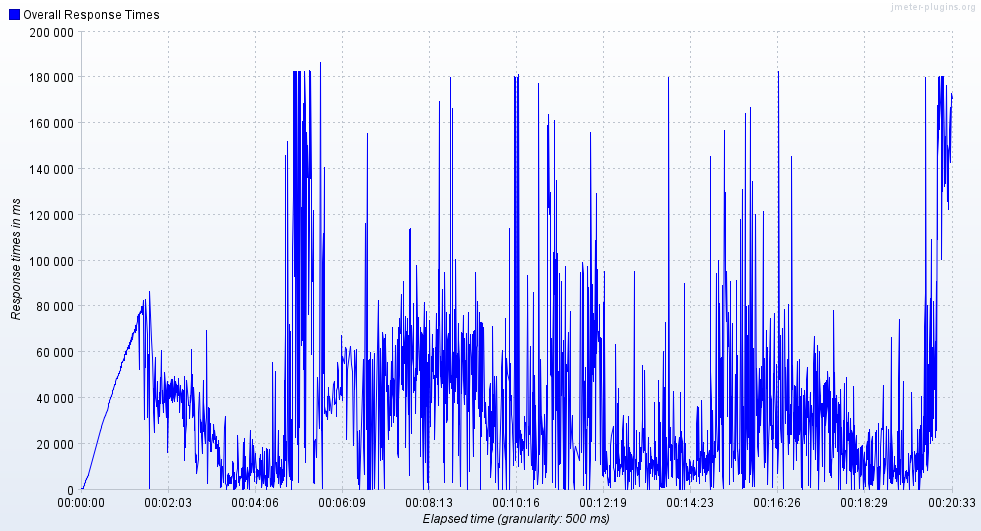 jmeter-plugins.org
Overall Response Times
200 000
180 000
160 000
140 000
120 000
100 000
80 000
60 000
40 000
20 000
0
Response times in ms
00:00:00 00:02:03 00:04:06 00:06:09 00:08:13 00:10:16 00:12:19 00:14:23 00:16:26 00:18:29 00:20:33
Elapsed time (granularity: 500 ms)